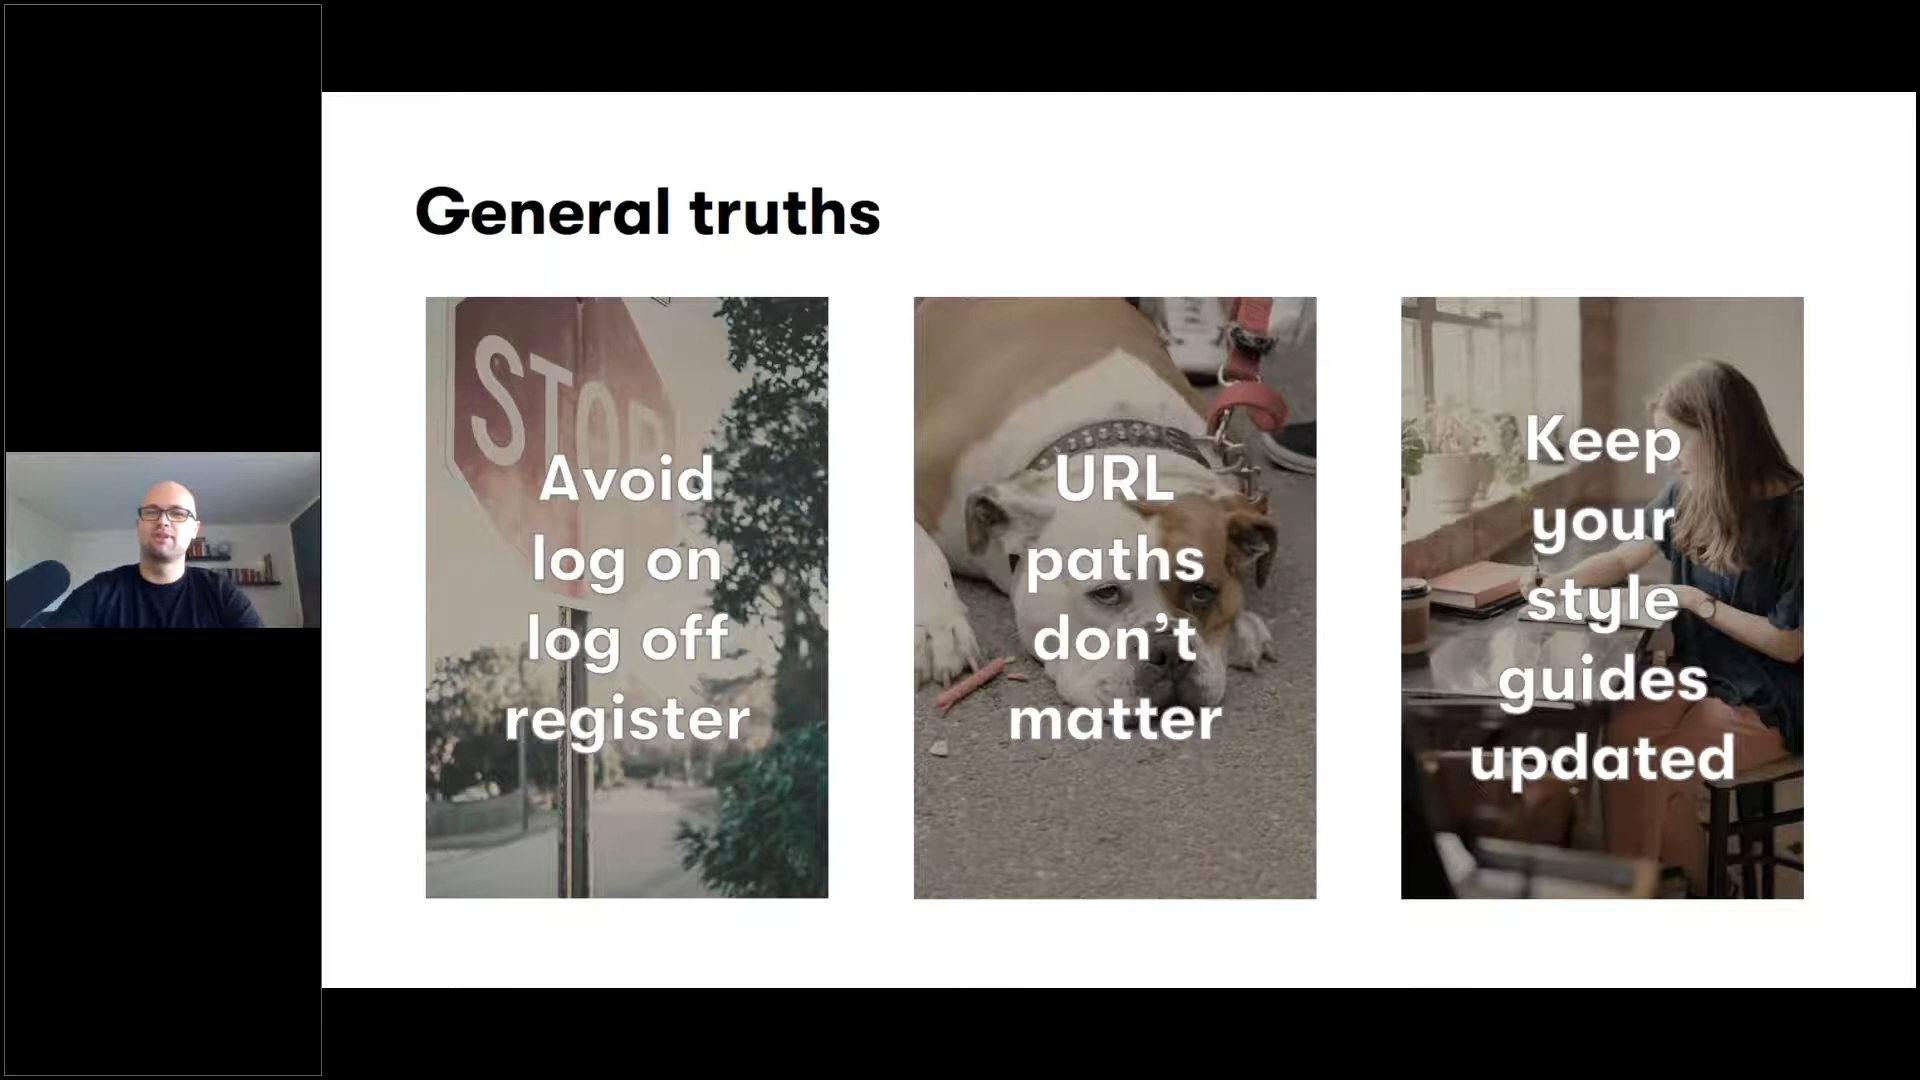 General truths
STOP
Avoid
log on
log off
register
URL
paths
don’t
matter
Keep
your
style
guides
updated